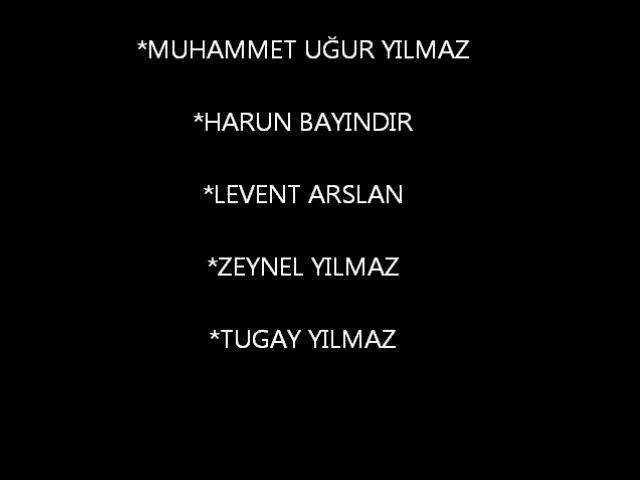 *MUHAMMET UĞUR YILMAZ
*HARUN BAYINDIR
*LEVENT ARSLAN
*ZEYNEL YILMAZ
*TUGAY YILMAZ